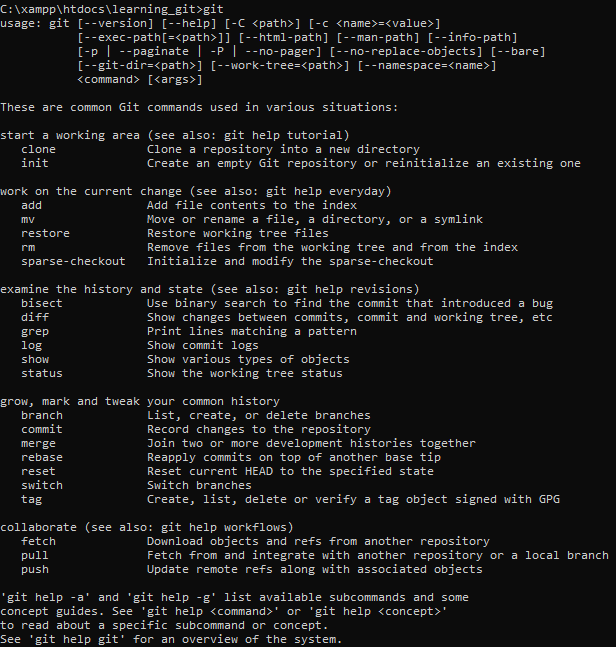 C:\xampp\htdocs\learning_git>git
usage: git [--version] [--help] [-C <path>] [-c <name>=<value>]
           [--exec-path[=<path>]] [--html-path] [--man-path] [--info-path]
           [-p | --paginate | -P | --no-pager] [--no-replace-objects] [--bare]
           [--git-dir=<path>] [--work-tree=<path>] [--namespace=<name>]
           <command> [<args>]

These are common Git commands used in various situations:

start a working area (see also: git help tutorial)
   clone             Clone a repository into a new directory
   init              Create an empty Git repository or reinitialize an existing one

work on the current change (see also: git help everyday)
   add               Add file contents to the index
   mv                Move or rename a file, a directory, or a symlink
   restore           Restore working tree files
   rm                Remove files from the working tree and from the index
   sparse-checkout   Initialize and modify the sparse-checkout

examine the history and state (see also: git help revisions)
   bisect            Use binary search to find the commit that introduced a bug
   diff              Show changes between commits, commit and working tree, etc
   grep              Print lines matching a pattern
   log               Show commit logs
   show              Show various types of objects
   status            Show the working tree status

grow, mark and tweak your common history
   branch            List, create, or delete branches
   commit            Record changes to the repository
   merge             Join two or more development histories together
   rebase            Reapply commits on top of another base tip
   reset             Reset current HEAD to the specified state
   switch            Switch branches
   tag               Create, list, delete or verify a tag object signed with GPG

collaborate (see also: git help workflows)
   fetch             Download objects and refs from another repository
   pull              Fetch from and integrate with another repository or a local branch
   push              Update remote refs along with associated objects

'git help -a' and 'git help -g' list available subcommands and some
concept guides. See 'git help <command>' or 'git help <concept>'
to read about a specific subcommand or concept.
See 'git help git' for an overview of the system.